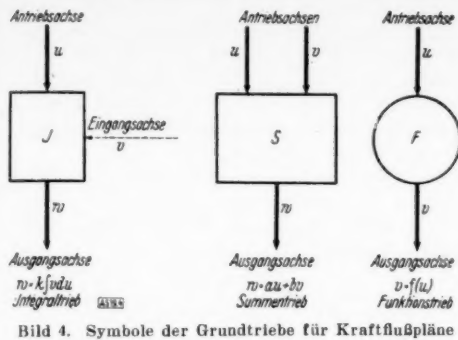 Antriebsachse
u
J
Eingangsachse
v
w
Ausgangsachse
w=k∫vdu
Integraltrieb
Antriebsachsen
u
v
S
w
Ausgangsachse
w=au+bv
Summentrieb
Antriebsachse
u
F
v
Ausgangsachse
v=f(u)
Funktionstrieb
Bild 4. Symbole der Grundtriebe für Kraftflußpläne